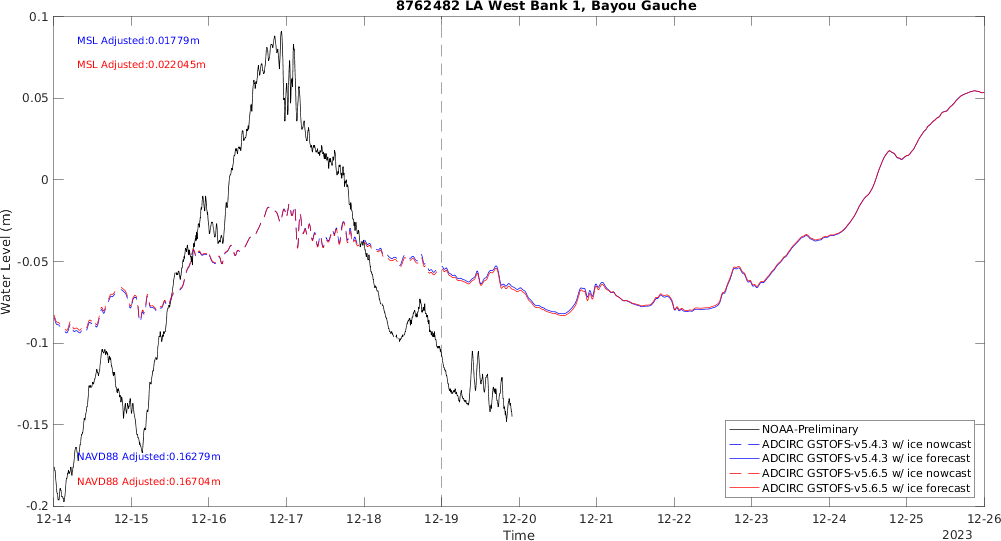 8762482 LA West Bank 1, Bayou Gauche
0.1
0.05
0
-0.05
-0.1
-0.15
-0.2
Water Level (m)
MSL Adjusted:0.01779m
MSL Adjusted:0.022045m
NAVD88 Adjusted:0.16279m
NAVD88 Adjusted:0.16704m
NOAA-Preliminary
ADCIRC GSTOFS-v5.4.3 w/ ice nowcast
ADCIRC GSTOFS-v5.4.3 w/ ice forecast
ADCIRC GSTOFS-v5.6.5 w/ ice nowcast
ADCIRC GSTOFS-v5.6.5 w/ ice forecast
12-14 12-15 12-16 12-17 12-18 12-19 12-20 12-21 12-22 12-23 12-24 12-25 12-26
Time
2023